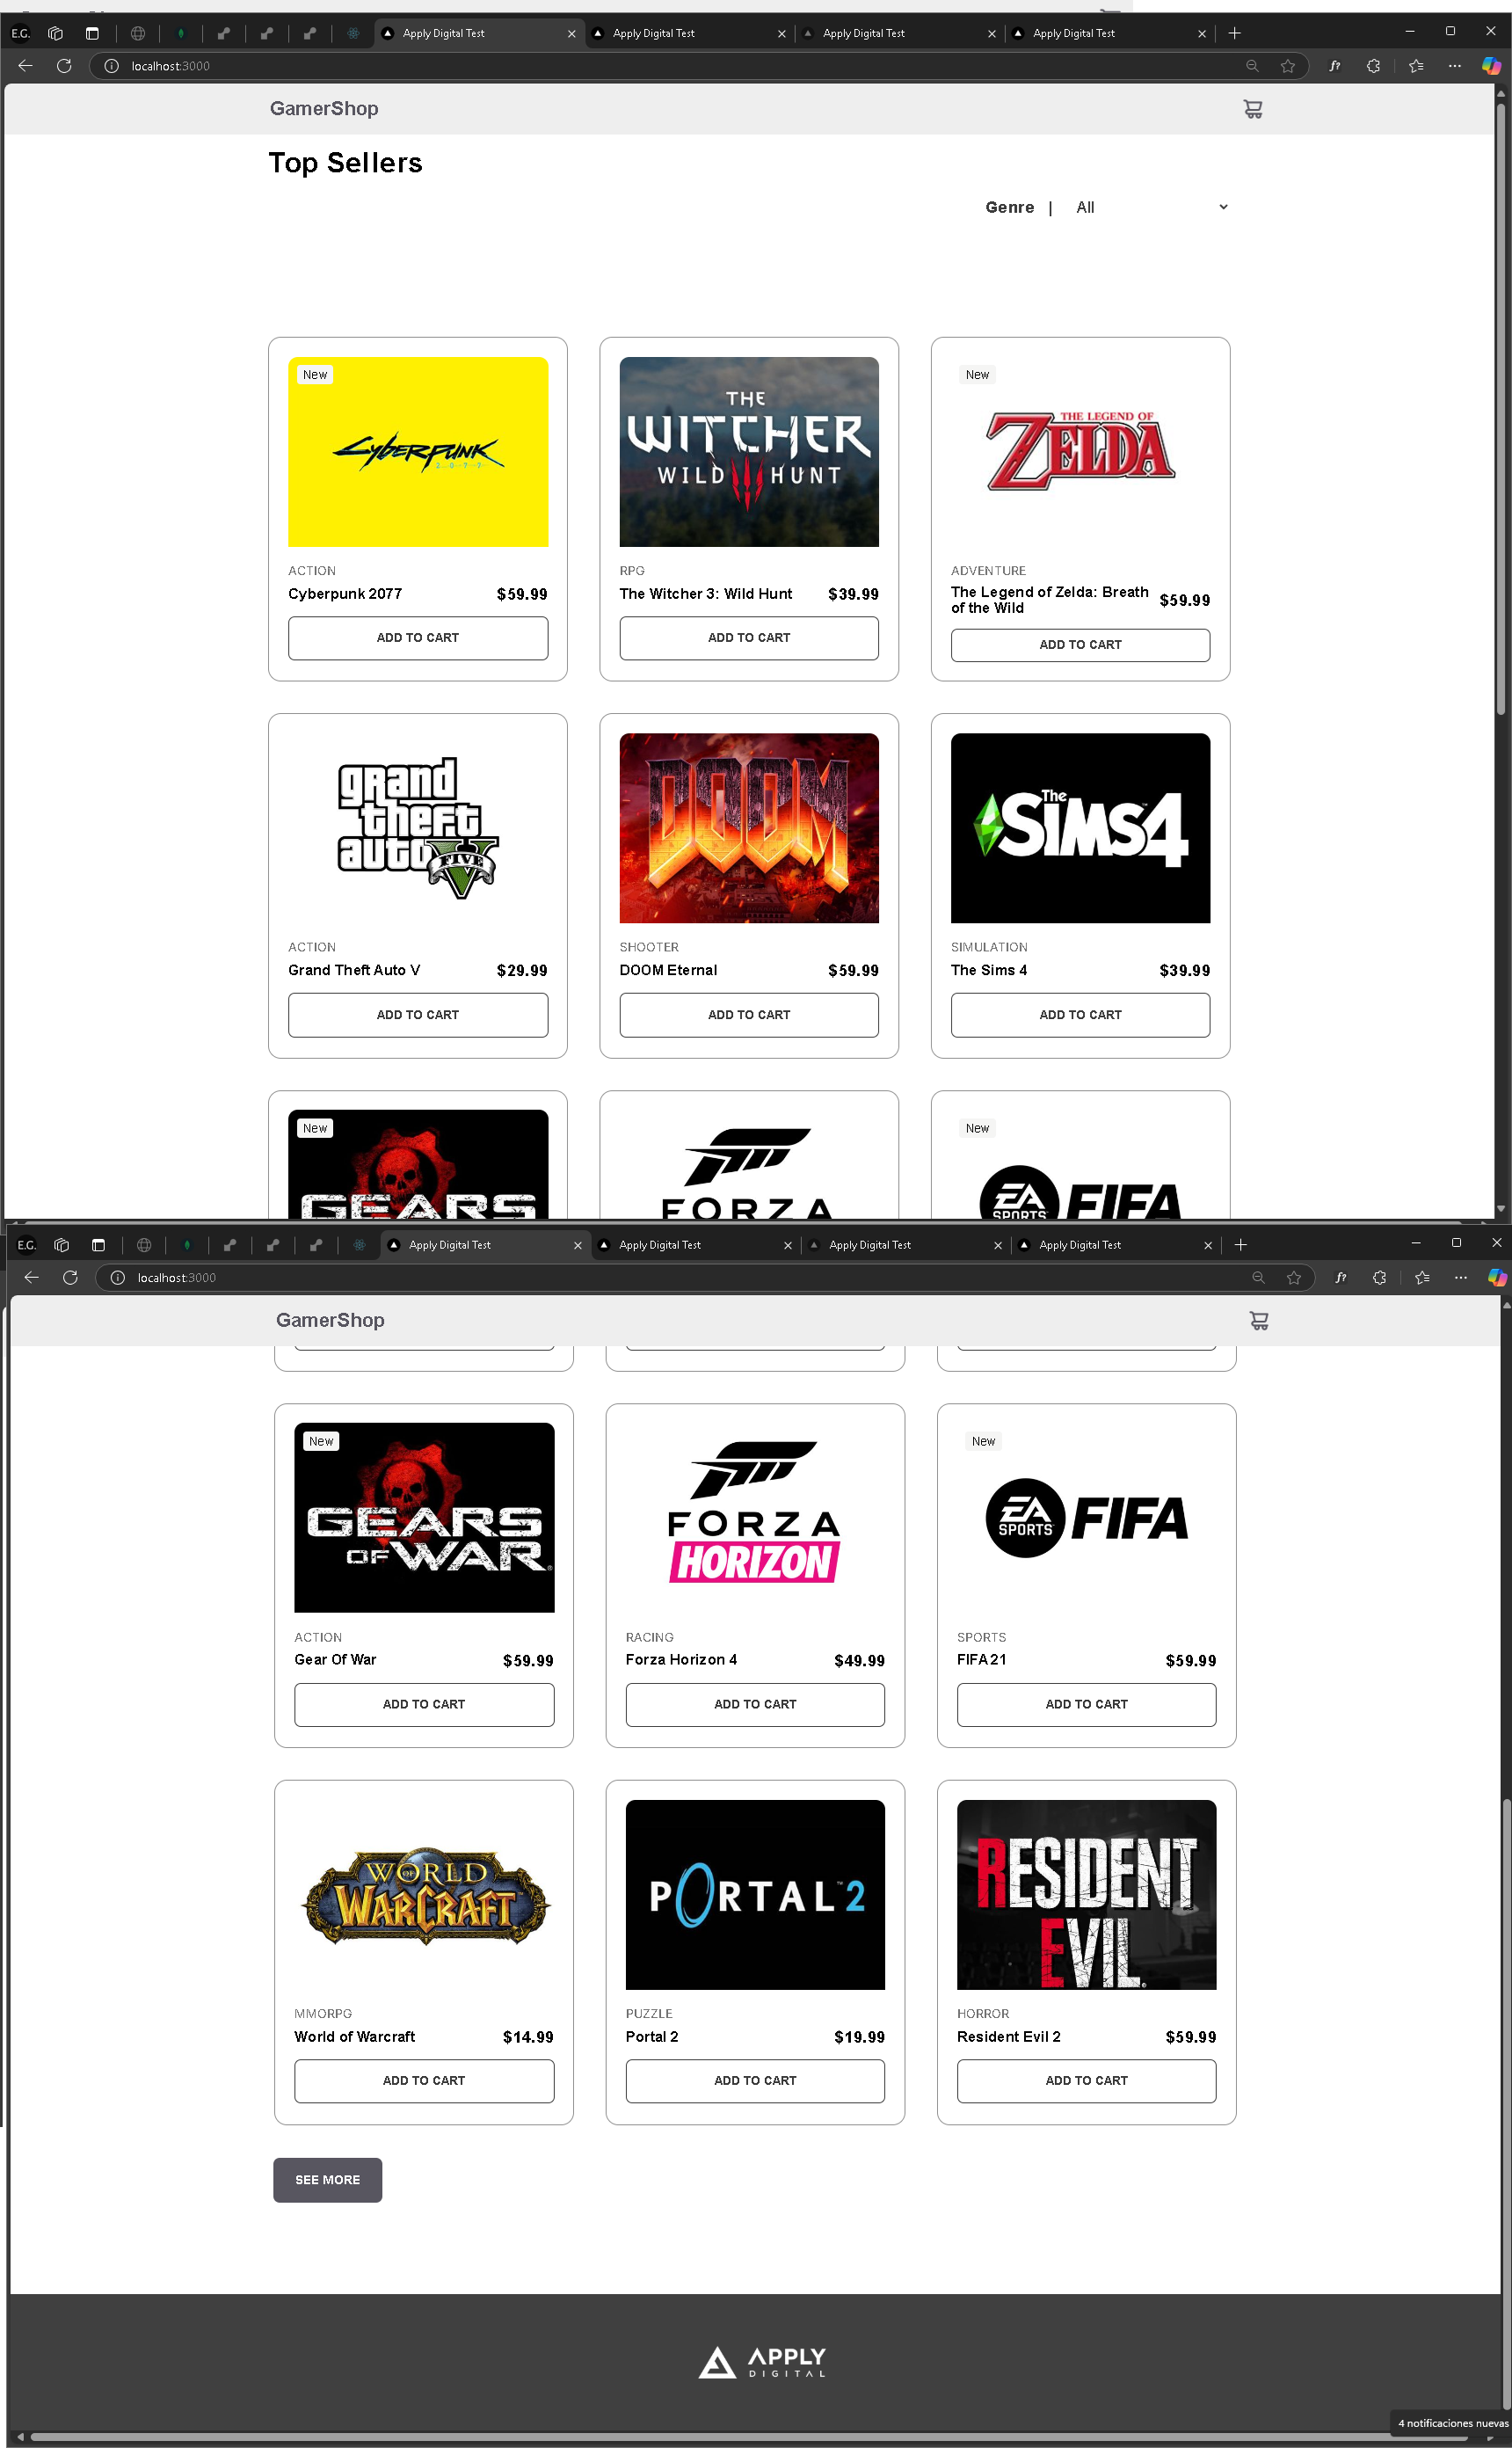 E.G.
Apply Digital Test
Apply Digital Test
Apply Digital Test
Apply Digital Test
localhost:3000
GamerShop
Top Sellers
Genre | All
New
CYBERPUNK
2077
THE
WITCHER
WILD HUNT
New
THE LEGEND OF
ZELDA
ACTION
Cyberpunk 2077 $59.99
ADD TO CART
RPG
The Witcher 3: Wild Hunt $39.99
ADD TO CART
ADVENTURE
The Legend of Zelda: Breath
of the Wild $59.99
ADD TO CART
grand
theft
auto
FIVE
DOOM
The
SIMS4
ACTION
Grand Theft Auto V $29.99
ADD TO CART
SHOOTER
DOOM Eternal $59.99
ADD TO CART
SIMULATION
The Sims 4 $39.99
ADD TO CART
New
GEARS
FORZA
New
EA
SPORTS
FIFA
E.G.
Apply Digital Test
Apply Digital Test
Apply Digital Test
Apply Digital Test
localhost:3000
GamerShop
New
GEARS
OF WAR
FORZA
HORIZON
New
EA
SPORTS
FIFA
ACTION
Gear Of War $59.99
ADD TO CART
RACING
Forza Horizon 4 $49.99
ADD TO CART
SPORTS
FIFA 21 $59.99
ADD TO CART
WORLD
OF
WARCRAFT
PORTAL 2
RESIDENT
EVIL
MMORPG
World of Warcraft $14.99
ADD TO CART
PUZZLE
Portal 2 $19.99
ADD TO CART
HORROR
Resident Evil 2 $59.99
ADD TO CART
SEE MORE
APPLY
DIGITAL
4 notificaciones nuevas